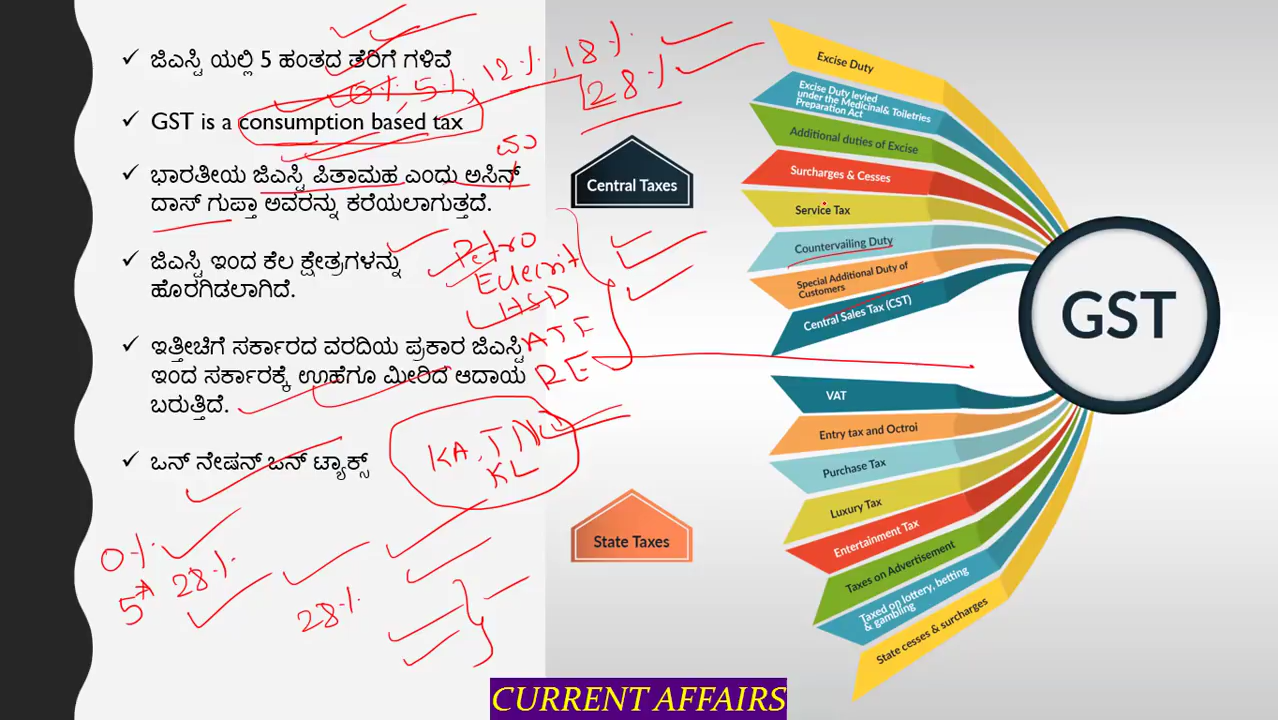 ಜಿಎಸ್ಟಿ ಯಲ್ಲಿ 5 ಹಂತದ ತೆರಿಗೆ ಗಳಿವೆ
0%, 5%, 12%, 18%
28%
GST is a consumption based tax
ಭಾರತೀಯ ಜಿಎಸ್ಟಿ ಪಿತಾಮಹ ಎಂದು ಅಸಿನ್
ದಾಸ್ ಗುಪ್ತಾ ಅವರನ್ನು ಕರೆಯಲಾಗುತ್ತದೆ.
ಜಿಎಸ್ಟಿ ಇಂದ ಕೆಲ ಕ್ಷೇತ್ರಗಳನ್ನು
ಹೊರಗಿಡಲಾಗಿದೆ.
Petro
HSD
ATF
RE
ಇತ್ತೀಚಿಗೆ ಸರ್ಕಾರದ ವರದಿಯ ಪ್ರಕಾರ ಜಿಎಸ್ಟಿ
ಇಂದ ಸರ್ಕಾರಕ್ಕೆ ಊಹೆಗೂ ಮೀರಿದ ಆದಾಯ
ಬರುತ್ತಿದೆ.
ಒನ್ ನೇಷನ್ ಒನ್ ಟ್ಯಾಕ್ಸ್
KA, TN
KL
0%
5%
28%
28%
Central Taxes
State Taxes
Excise Duty
Excise Duty levied
under the Medicinal& Toiletries
Preparation Act
Additional duties of Excise
Surcharges & Cesses
Service Tax
Countervailing Duty
Special Additional Duty of
Customers
Central Sales Tax (CST)
VAT
Entry tax and Octroi
Purchase Tax
Luxury Tax
Entertainment Tax
Taxes on Advertisement
Taxed on lottery, betting
& gambling
State cesses & surcharges
GST
CURRENT AFFAIRS